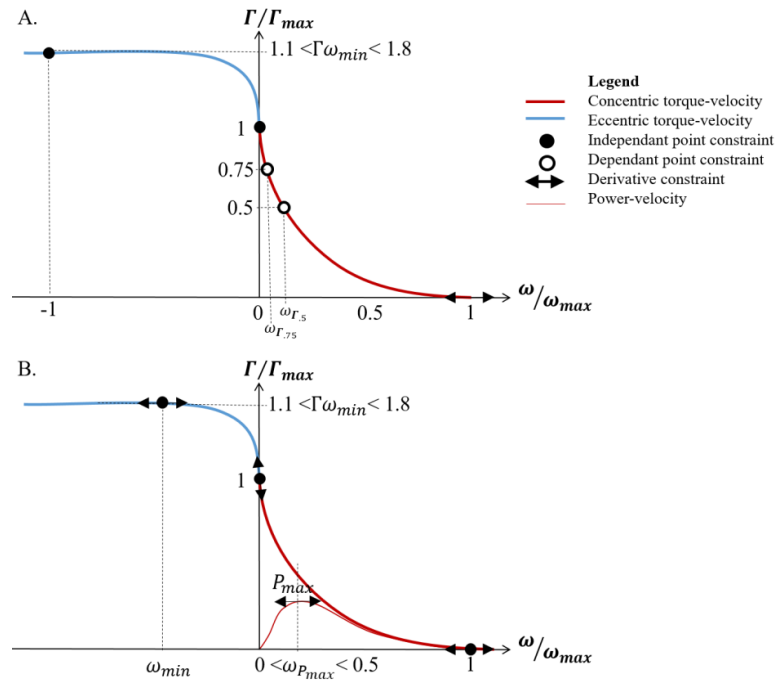 A.
Γ/Γmax
1.1 <Γωmin< 1.8
Legend
Concentric torque-velocity
Eccentric torque-velocity
Independant point constraint
Dependant point constraint
Derivative constraint
Power-velocity
1
0.75
0.5
-1
0
ωΓ.5
ωΓ.75
0.5
1
ω/ωmax
B.
Γ/Γmax
1.1 <Γωmin< 1.8
1
Pmax
ω/ωmax
ωmin
0 <ωPmax< 0.5
1